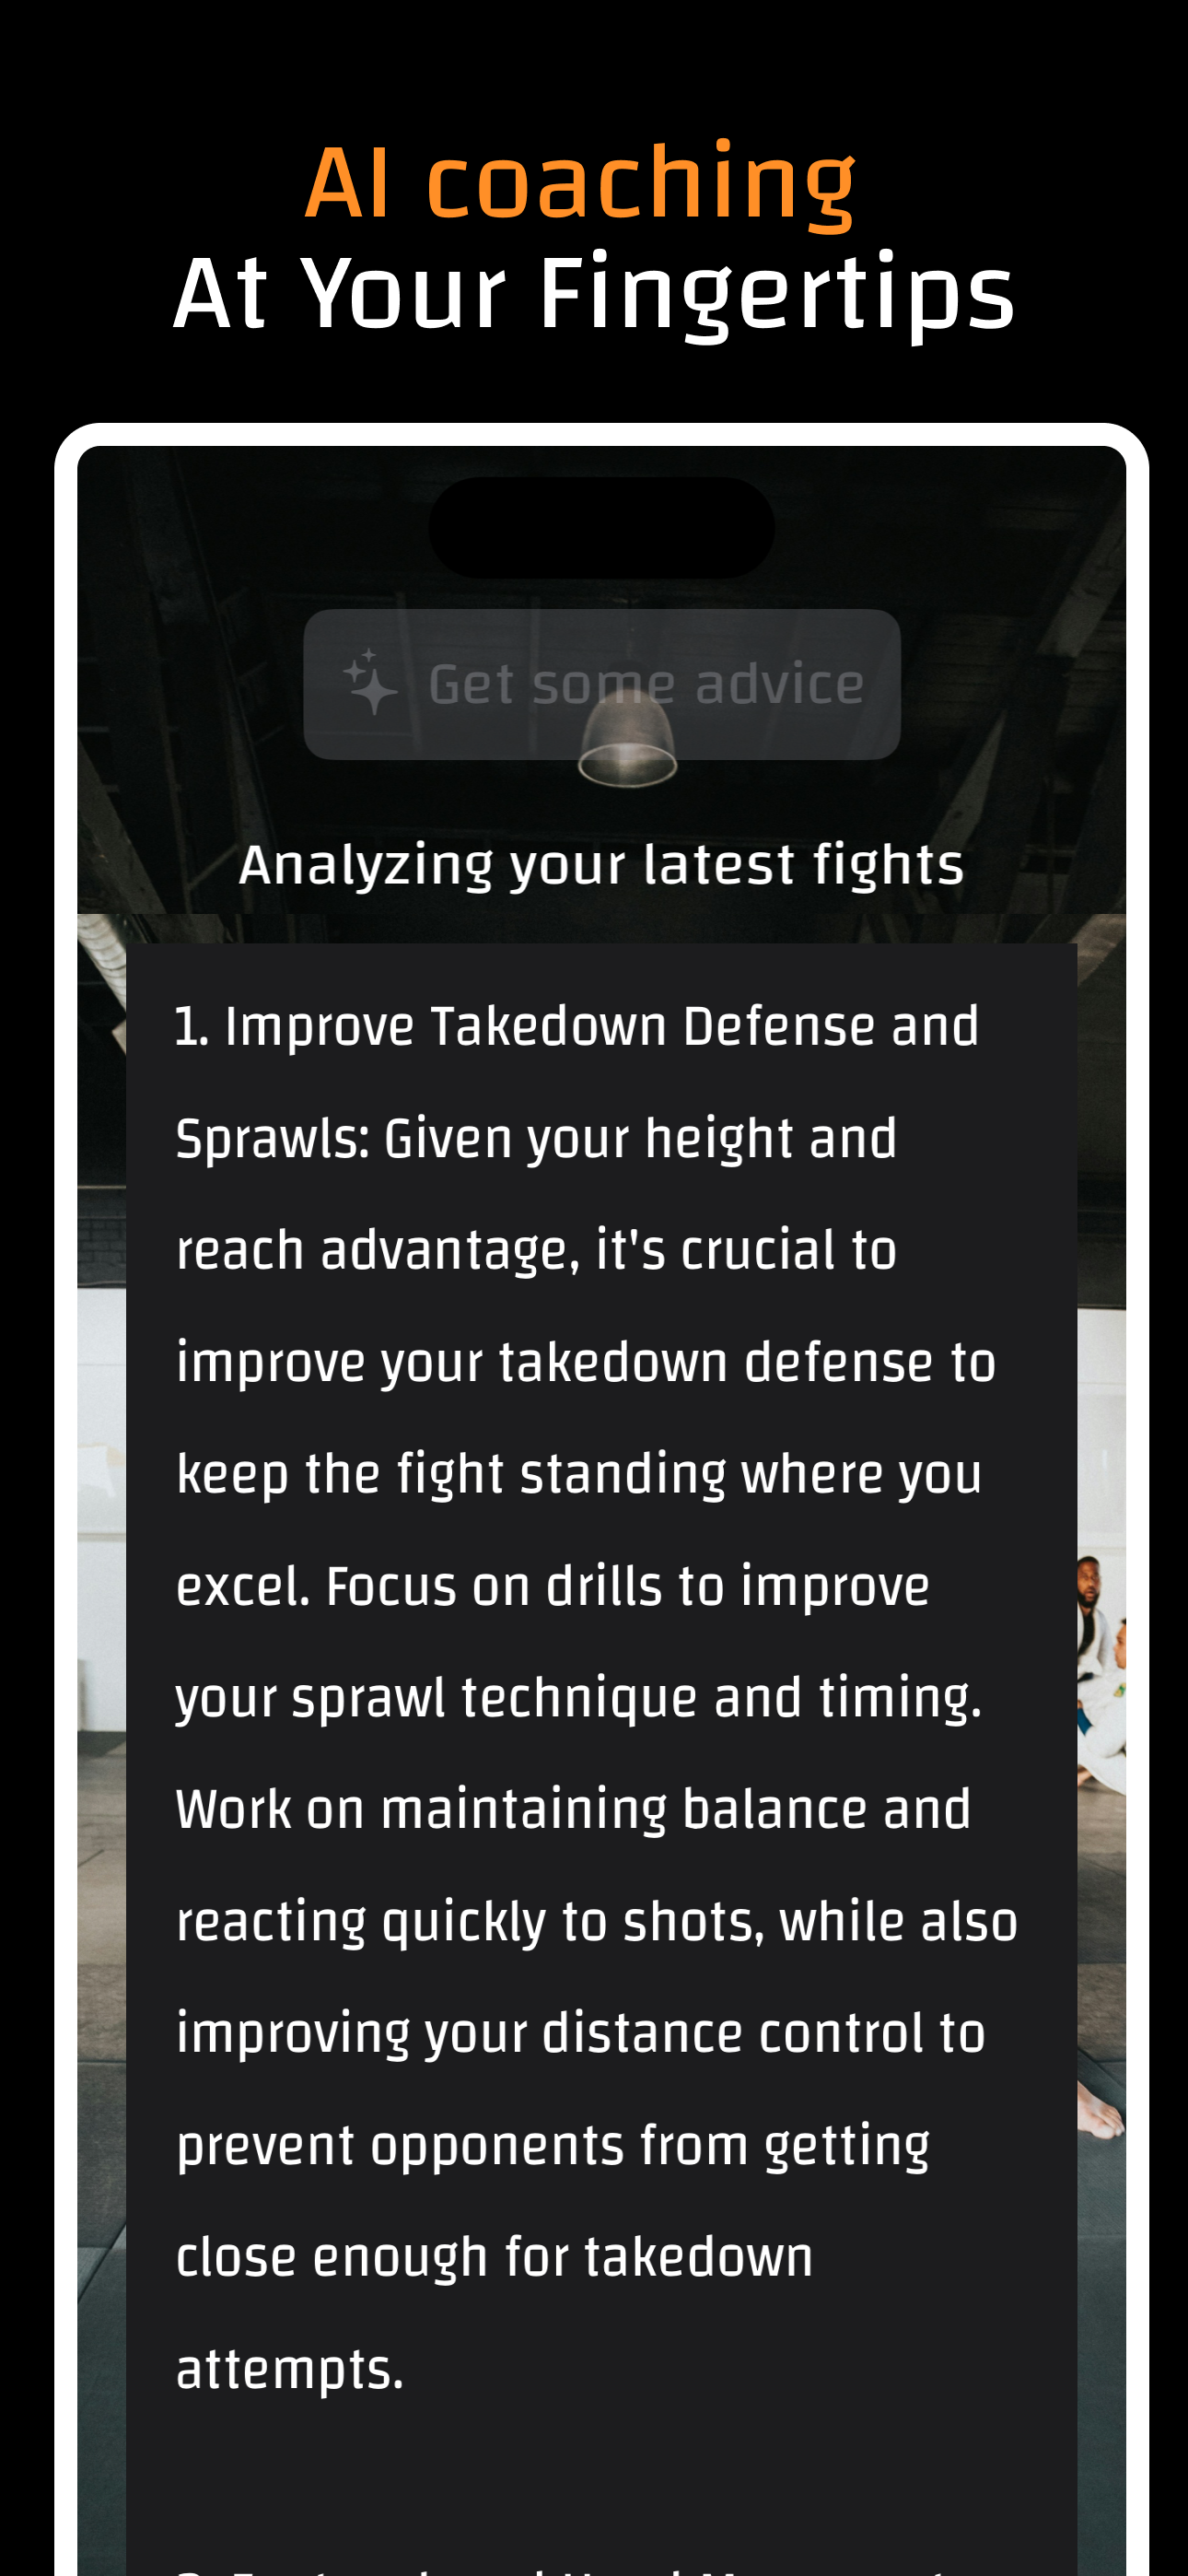 AI coaching
At Your Fingertips
Get some advice
Analyzing your latest fights
1. Improve Takedown Defense and
Sprawls: Given your height and
reach advantage, it's crucial to
improve your takedown defense to
keep the fight standing where you
excel. Focus on drills to improve
your sprawl technique and timing.
Work on maintaining balance and
reacting quickly to shots, while also
improving your distance control to
prevent opponents from getting
close enough for takedown
attempts.